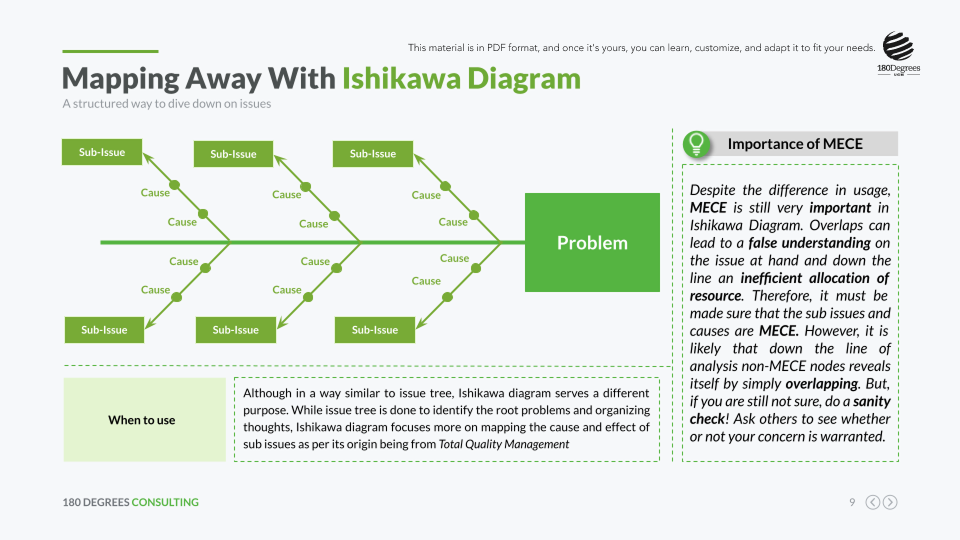 This material is in PDF format, and once it's yours, you can learn, customize, and adapt it to fit your needs.
180Degrees
Mapping Away With Ishikawa Diagram
A structured way to dive down on issues
Sub-Issue
Sub-Issue
Sub-Issue
Cause
Cause
Cause
Cause
Cause
Cause
Problem
Cause
Cause
Cause
Cause
Cause
Cause
Sub-Issue
Sub-Issue
Sub-Issue
Importance of MECE
Despite the difference in usage,
MECE is still very important in
Ishikawa Diagram. Overlaps can
lead to a false understanding on
the issue at hand and down the
line an inefficient allocation of
resource. Therefore, it must be
made sure that the sub issues and
causes are MECE. However, it is
likely that down the line of
analysis non-MECE nodes reveals
itself by simply overlapping. But,
if you are still not sure, do a sanity
check! Ask others to see whether
or not your concern is warranted.
When to use
Although in a way similar to issue tree, Ishikawa diagram serves a different
purpose. While issue tree is done to identify the root problems and organizing
thoughts, Ishikawa diagram focuses more on mapping the cause and effect of
sub issues as per its origin being from Total Quality Management
180 DEGREES CONSULTING
9